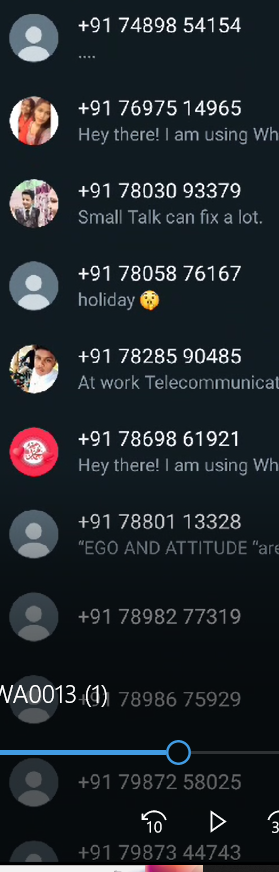 +91 74898 54154
....
+91 76975 14965
Hey there! I am using Wh
+91 78030 93379
Small Talk can fix a lot.
+91 78058 76167
holiday 🤫
+91 78285 90485
At work Telecommunicat
+91 78698 61921
Hey there! I am using Wh
+91 78801 13328
“EGO AND ATTITUDE “are
+91 78982 77319
WA0013 (1)
+91 78986 75929
+91 79872 58025
10
3
+91 79873 44743